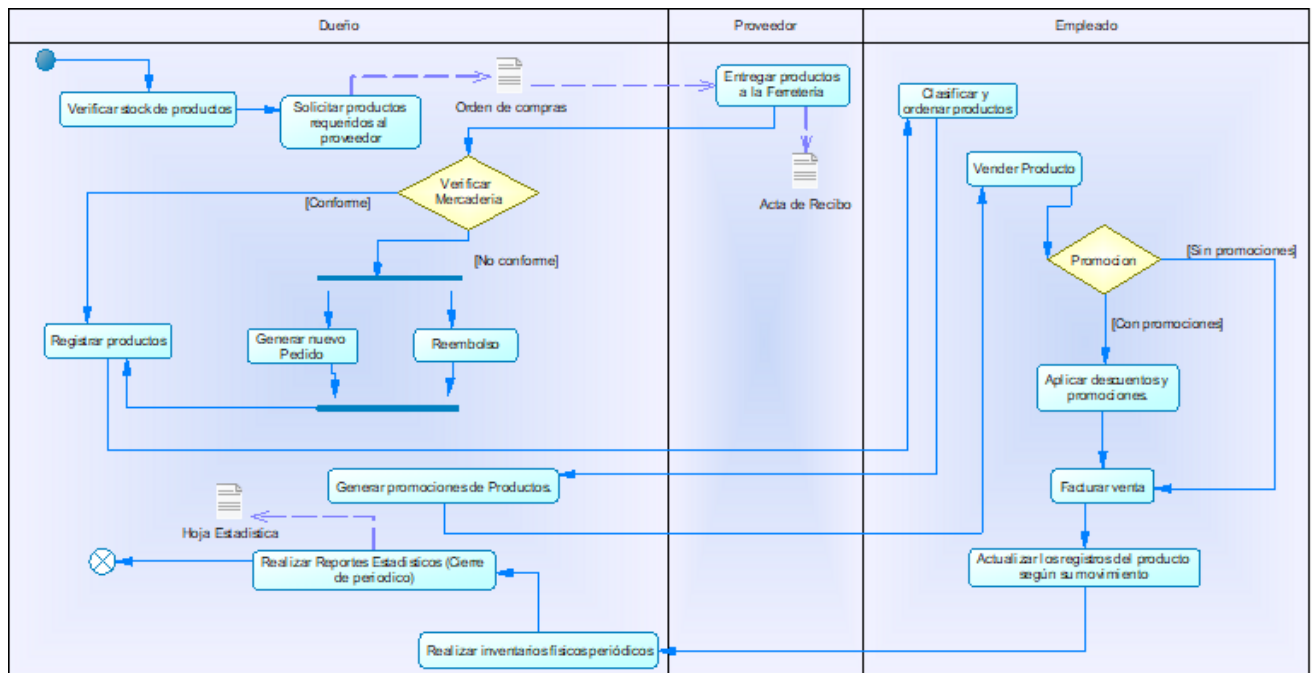 Dueño
Proveedor
Empleado
Verificar stock de productos
Solicitar productos
requeridos al
proveedor
Orden de compras
Entregar productos
a la Ferretería
Acta de Recibo
Clasificar y
ordenar productos
Vender Producto
Verificar
Mercaderia
[Conforme]
[No conforme]
Promocion
[Sin promociones]
[Con promociones]
Registrar productos
Generar nuevo
Pedido
Reembolso
Aplicar descuentos y
promociones.
Generar promociones de Productos.
Facturar venta
Hoja Estadistica
Realizar Reportes Estadisticos (Cierre
de periodico)
Actualizar los registros del producto
según su movimiento
Realizar inventarios físicos periódicos